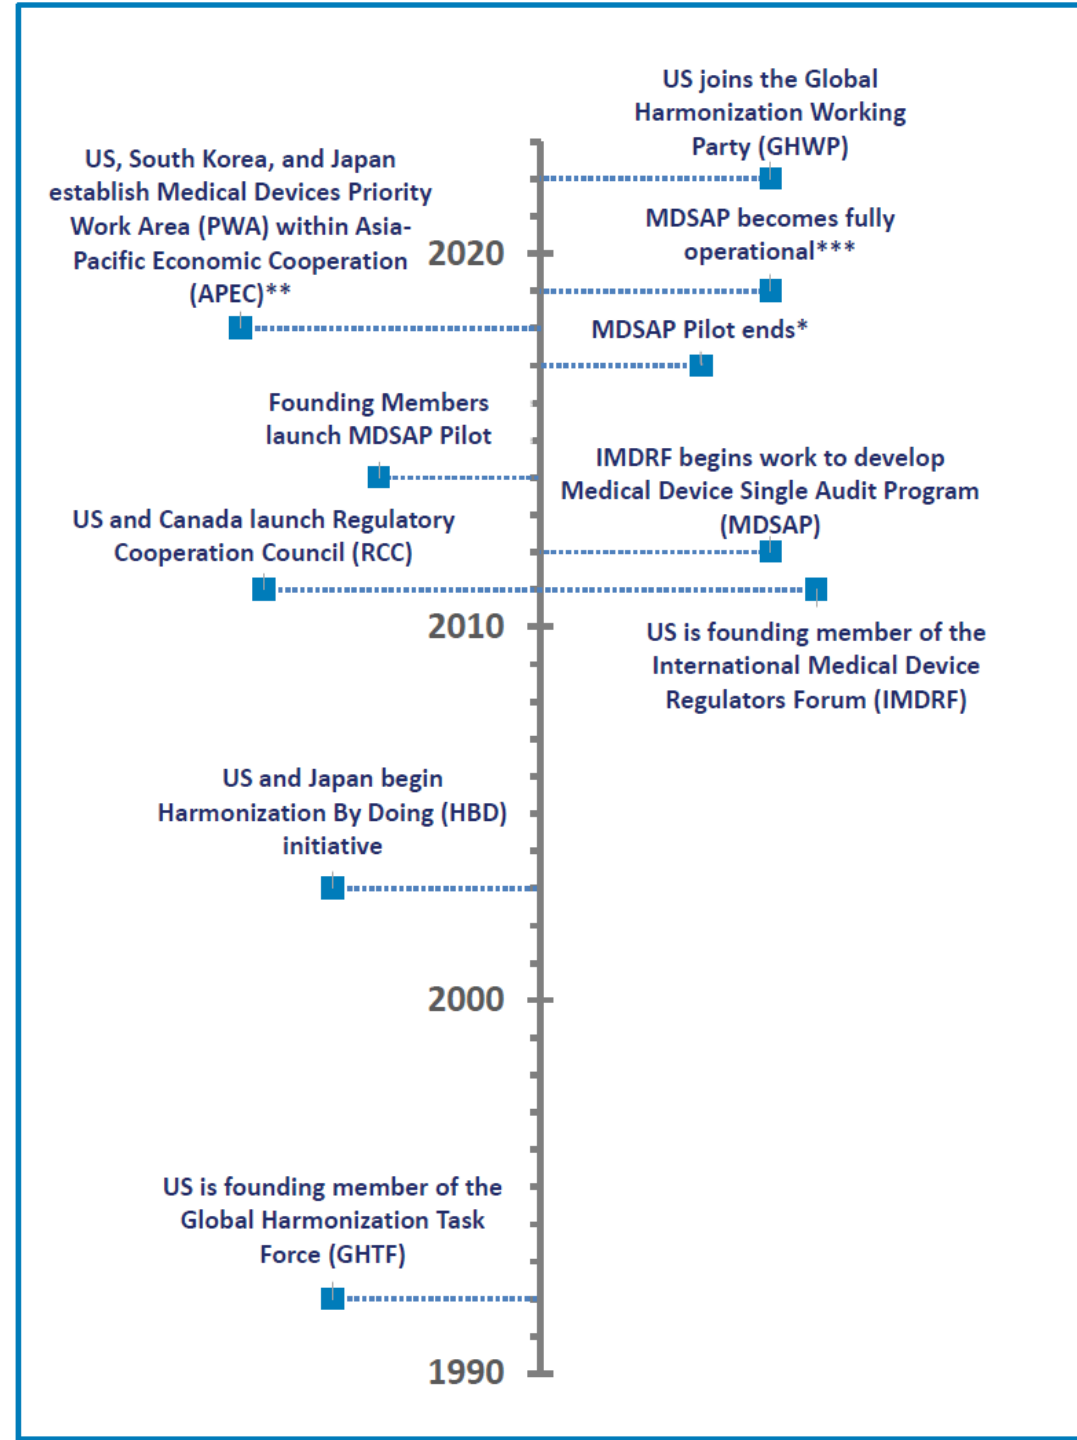 US joins the Global
Harmonization Working
Party (GHWP)
US, South Korea, and Japan
establish Medical Devices Priority
Work Area (PWA) within Asia-
Pacific Economic Cooperation
(APEC)**
2020
MDSAP becomes fully
operational***
MDSAP Pilot ends*
Founding Members
launch MDSAP Pilot
IMDRF begins work to develop
Medical Device Single Audit Program
(MDSAP)
US and Canada launch Regulatory
Cooperation Council (RCC)
2010
US is founding member of the
International Medical Device
Regulators Forum (IMDRF)
US and Japan begin
Harmonization By Doing (HBD)
initiative
2000
US is founding member of the
Global Harmonization Task
Force (GHTF)
1990